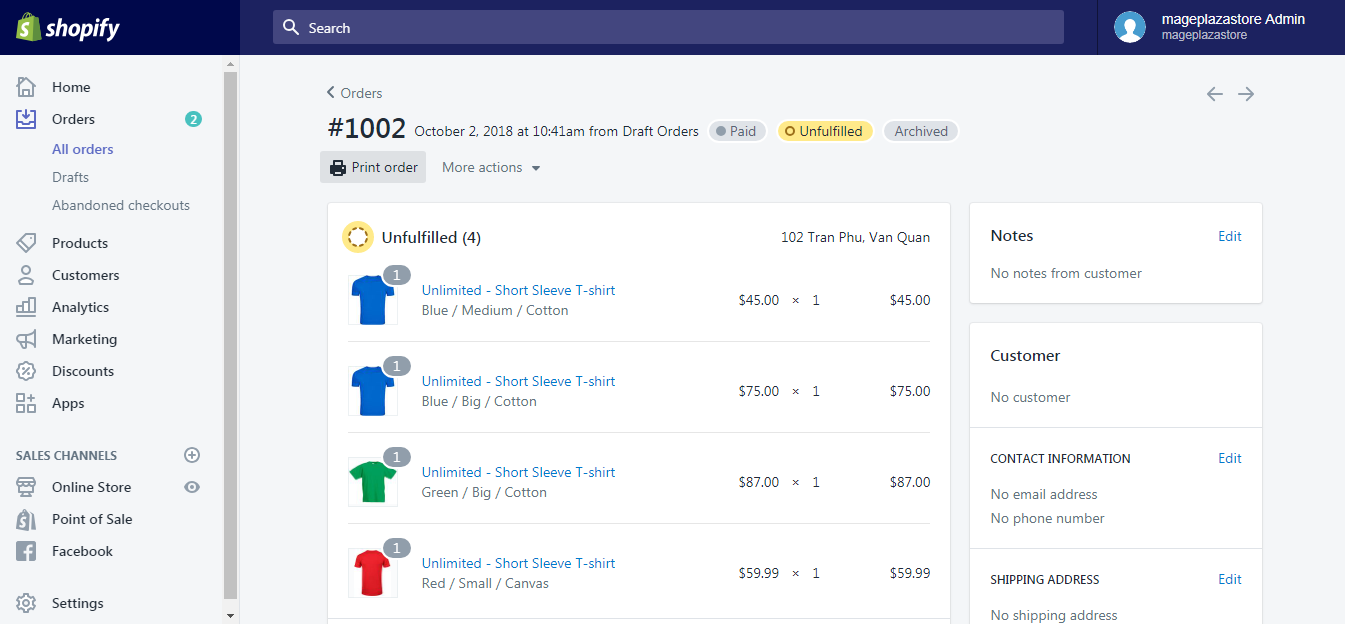 shopify
Search
mageplazastore Admin
mageplazastore
Home
Orders 2
All orders
Drafts
Abandoned checkouts
Products
Customers
Analytics
Marketing
Discounts
Apps
SALES CHANNELS
Online Store
Point of Sale
Facebook
Settings
Orders
#1002 October 2, 2018 at 10:41am from Draft Orders Paid Unfulfilled Archived
Print order More actions
Unfulfilled (4) 102 Tran Phu, Van Quan
1
Unlimited - Short Sleeve T-shirt
Blue / Medium / Cotton
$45.00 × 1 $45.00
1
Unlimited - Short Sleeve T-shirt
Blue / Big / Cotton
$75.00 × 1 $75.00
1
Unlimited - Short Sleeve T-shirt
Green / Big / Cotton
$87.00 × 1 $87.00
1
Unlimited - Short Sleeve T-shirt
Red / Small / Canvas
$59.99 × 1 $59.99
Notes Edit
No notes from customer
Customer
No customer
CONTACT INFORMATION Edit
No email address
No phone number
SHIPPING ADDRESS Edit
No shipping address